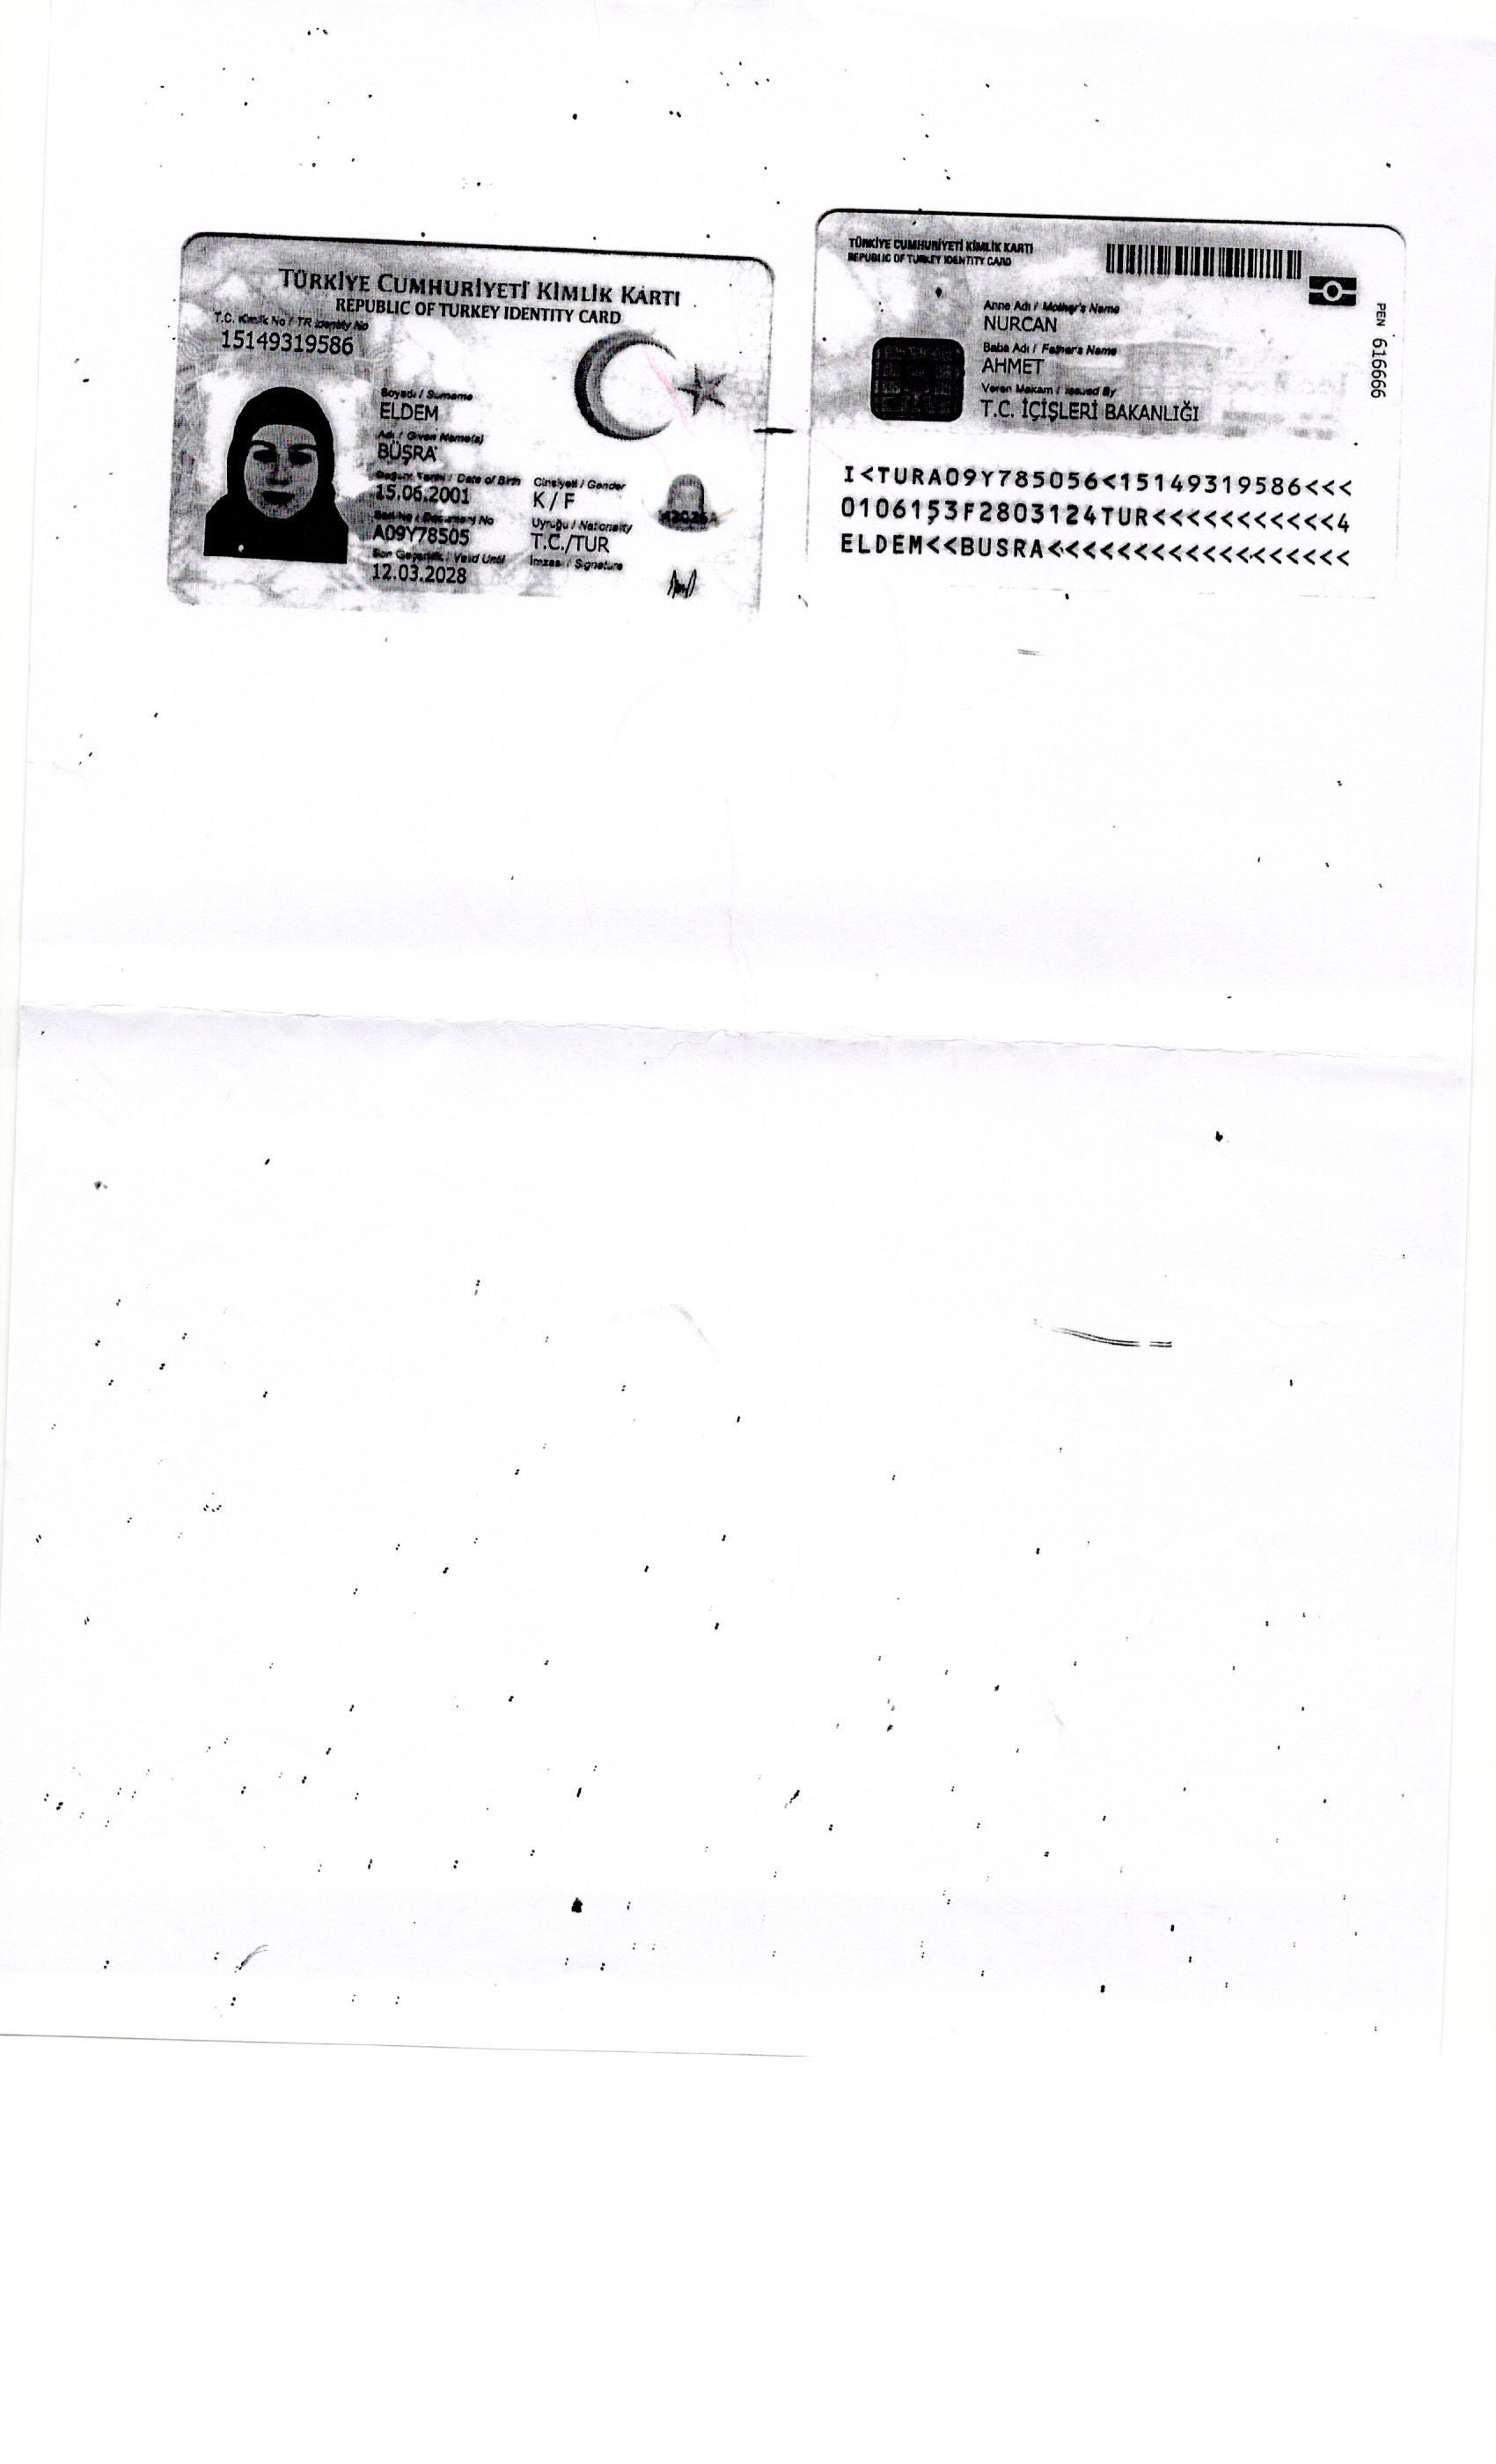 TÜRKİYE CUMHURİYETİ KİMLİK KARTI
REPUBLIC OF TURKEY IDENTITY CARD
T.C. Kimlik No / TR Identity No
15149319586
Soyadı / Surname
ELDEM
Adı / Given Name(s)
BÜŞRA
Doğum Tarihi / Date of Birth
15.06.2001
Cinsiyeti / Gender
K / F
Seri No / Document No
A09Y78505
Uyruğu / Nationality
T.C./TUR
Son Geçerlilik / Valid Until
12.03.2028
İmzası / Signature
TÜRKİYE CUMHURİYETİ KİMLİK KARTI
REPUBLIC OF TURKEY IDENTITY CARD
Anne Adı / Mother's Name
NURCAN
Baba Adı / Father's Name
AHMET
Veren Makam / Issued By
T.C. İÇİŞLERİ BAKANLIĞI
PEN 616666
I<TURA09Y785056<15149319586<<<
0106153F2803124TUR<<<<<<<<<<<4
ELDEM<<BUSRA<<<<<<<<<<<<<<<<<<